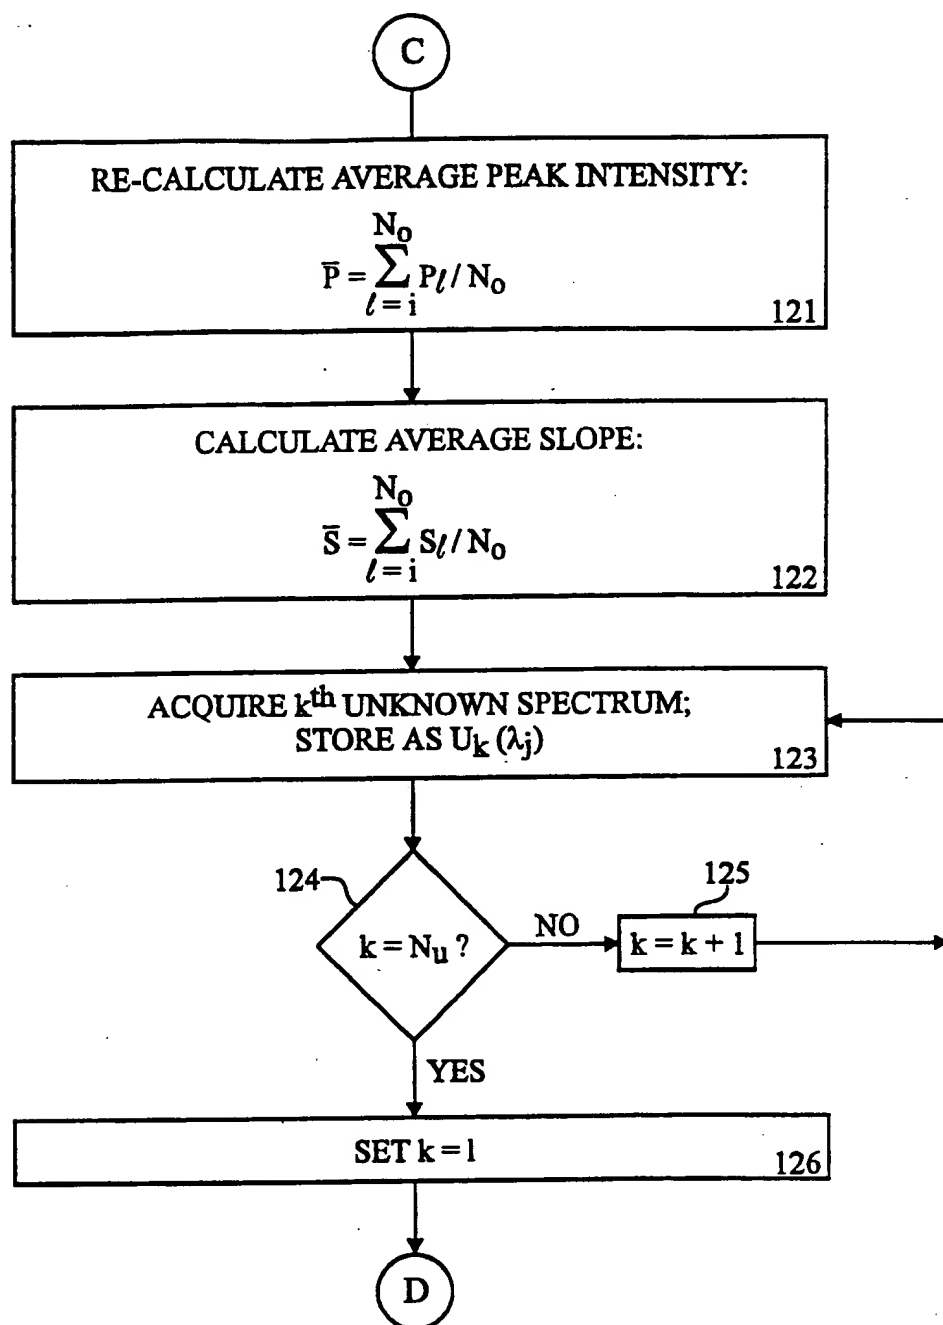 C
RE-CALCULATE AVERAGE PEAK INTENSITY:
N₀
P̄ = ∑ Pℓ / N₀
ℓ = i
121
CALCULATE AVERAGE SLOPE:
N₀
S̄ = ∑ Sℓ / N₀
ℓ = i
122
ACQUIRE kᵗʰ UNKNOWN SPECTRUM;
STORE AS Uₖ (λⱼ)
123
124
125
k = Nᵤ ?
NO
k = k + 1
YES
SET k = 1
126
D